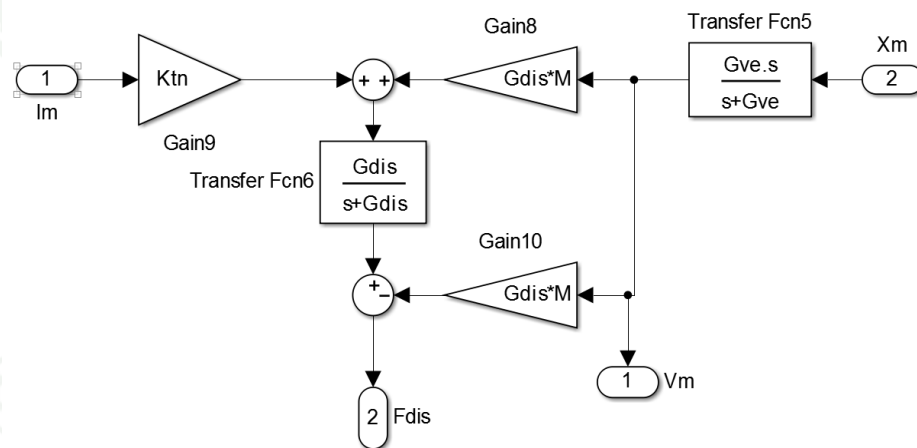 Gain8
Transfer Fcn5
Xm
1
Ktn
+ +
Gdis*M
Gve.s
s+Gve
2
Im
Gain9
Transfer Fcn6
Gdis
s+Gdis
Gain10
+
-
Gdis*M
1
Vm
2
Fdis